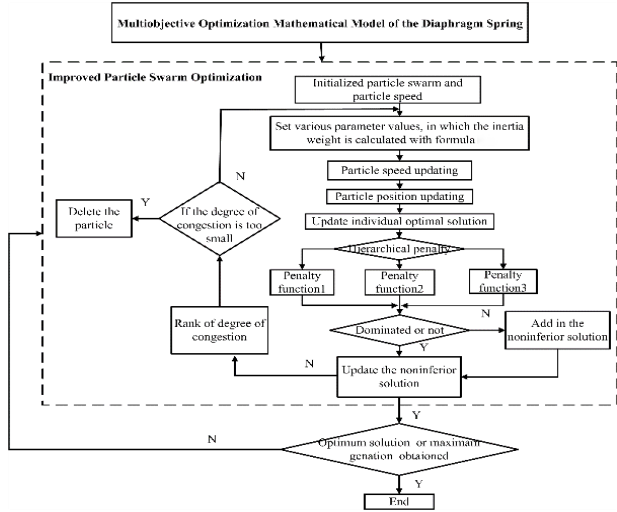 Multiobjective Optimization Mathematical Model of the Diaphragm Spring
Improved Particle Swarm Optimization
Initialized particle swarm and
particle speed
Set various parameter values, in which the inertia
weight is calculated with formula
Particle speed updating
Particle position updating
Update individual optimal solution
Hierarchical penalty
Penalty
function1
Penalty
function2
Penalty
function3
Dominated or not
N
Y
Add in the
noninferior solution
Update the noninferior
solution
N
Rank of degree of
congestion
If the degree of
congestion is too
small
N
Y
Delete the
particle
Y
Optimum solution or maximum
genation obtaioned
N
Y
End